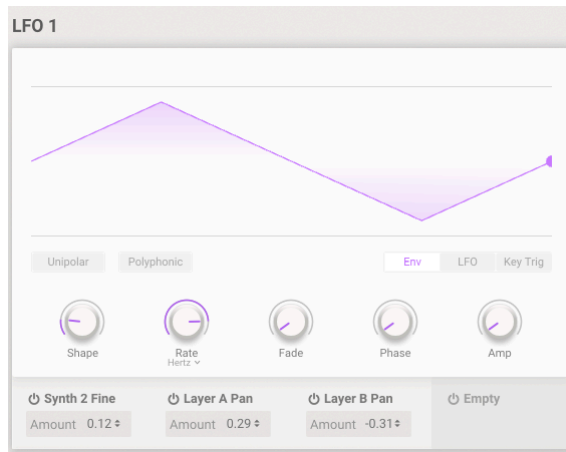 LFO 1
Unipolar Polyphonic Env LFO Key Trig
Shape Rate Fade Phase Amp
Hertz
Synth 2 Fine Layer A Pan Layer B Pan Empty
Amount 0.12 Amount 0.29 Amount -0.31